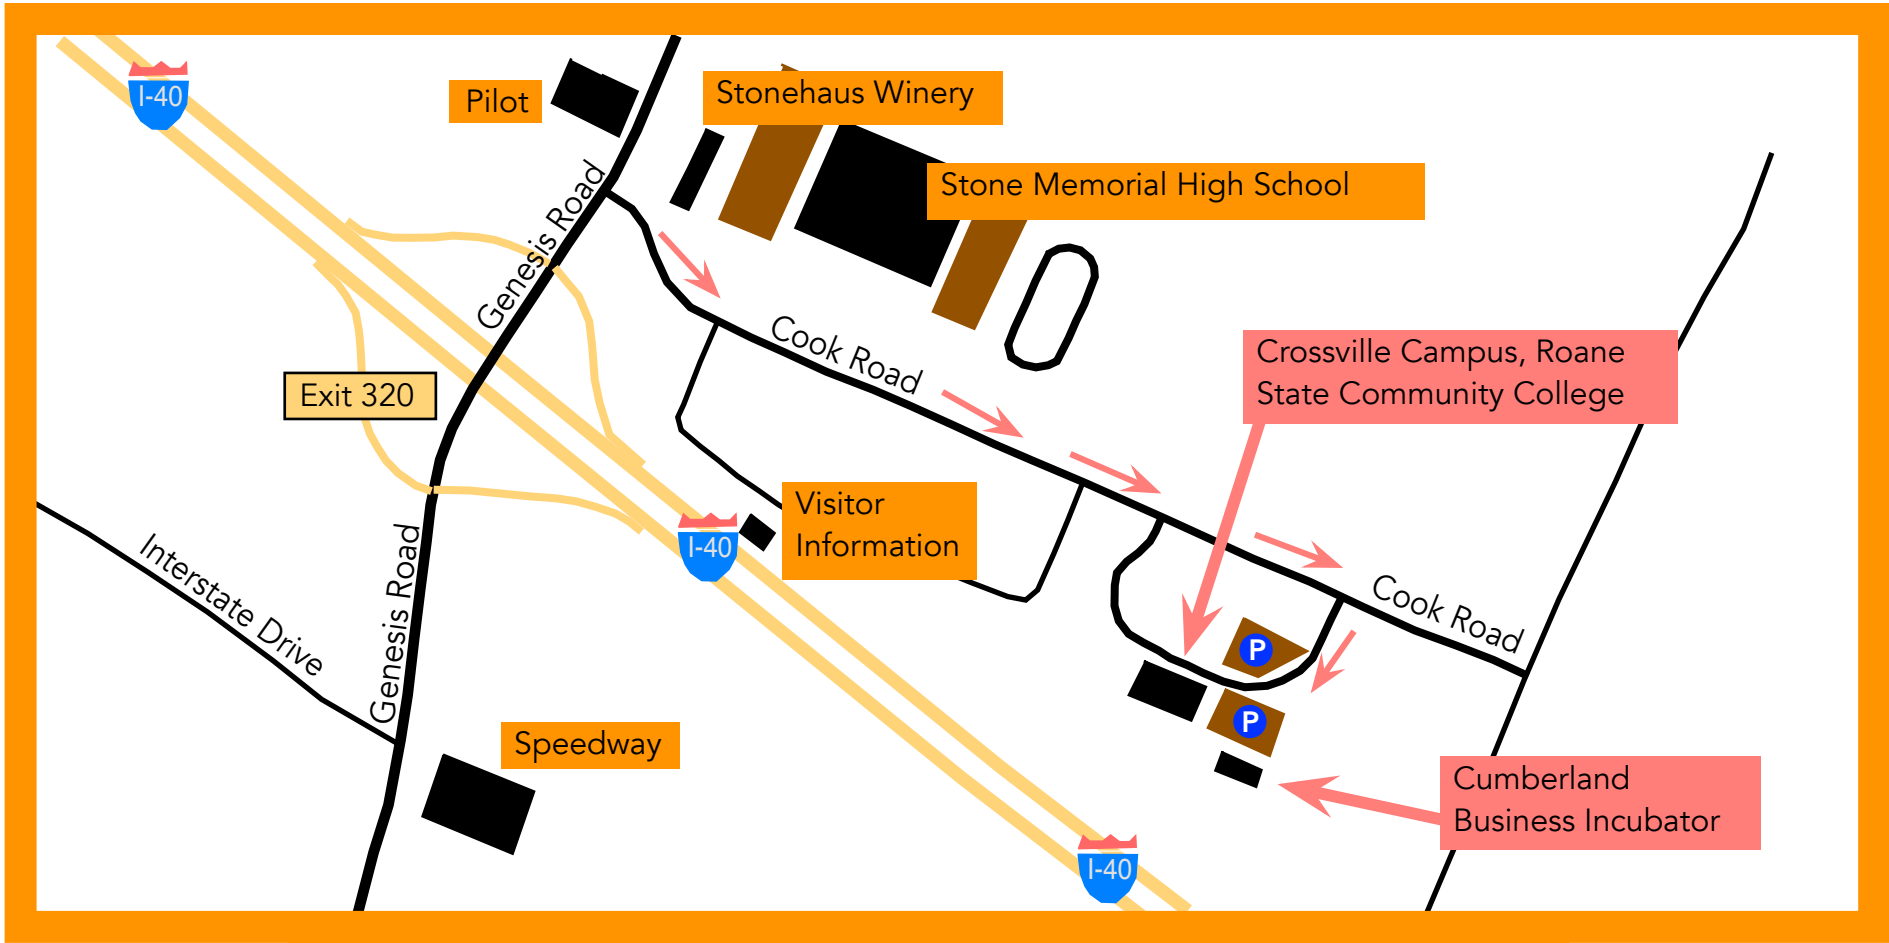 I-40
Pilot
Stonehaus Winery
Stone Memorial High School
Genesis Road
Cook Road
Crossville Campus, Roane
State Community College
Exit 320
Visitor
Information
I-40
Interstate Drive
Genesis Road
Cook Road
P
P
Speedway
Cumberland
Business Incubator
I-40